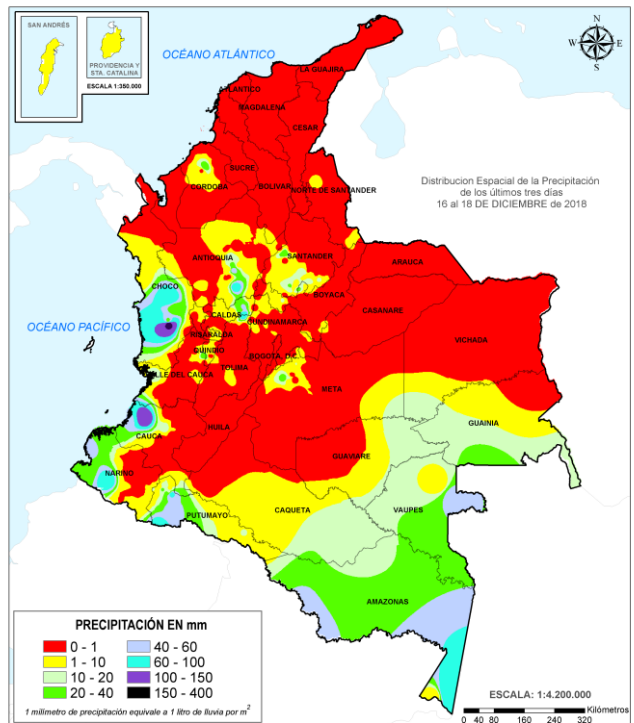 SAN ANDRÉS
PROVIDENCIA Y
STA. CATALINA
ESCALA 1:350.000
OCÉANO ATLÁNTICO
N
W E
S
LA GUAJIRA
ATLANTICO
MAGDALENA
CESAR
SUCRE
CORDOBA
BOLIVAR
NORTE DE SANTANDER
Distribucion Espacial de la Precipitación
de los últimos tres días
16 al 18 DE DICIEMBRE de 2018
ANTIOQUIA
SANTANDER
ARAUCA
CHOCO
BOYACA
CASANARE
OCÉANO PACÍFICO
CALDAS
CUNDINAMARCA
RISARALDA
VICHADA
QUINDIO
BOGOTA, D.C.
VALLE DEL CAUCA
TOLIMA
META
CAUCA
HUILA
GUAINIA
GUAVIARE
NARIÑO
CAQUETA
VAUPES
PUTUMAYO
AMAZONAS
PRECIPITACIÓN EN mm
0 - 1
1 - 10
10 - 20
20 - 40
40 - 60
60 - 100
100 - 150
150 - 400
1 milímetro de precipitación equivale a 1 litro de lluvia por m²
ESCALA: 1:4.200.000
Kilómetros
0 40 80 160 240 320